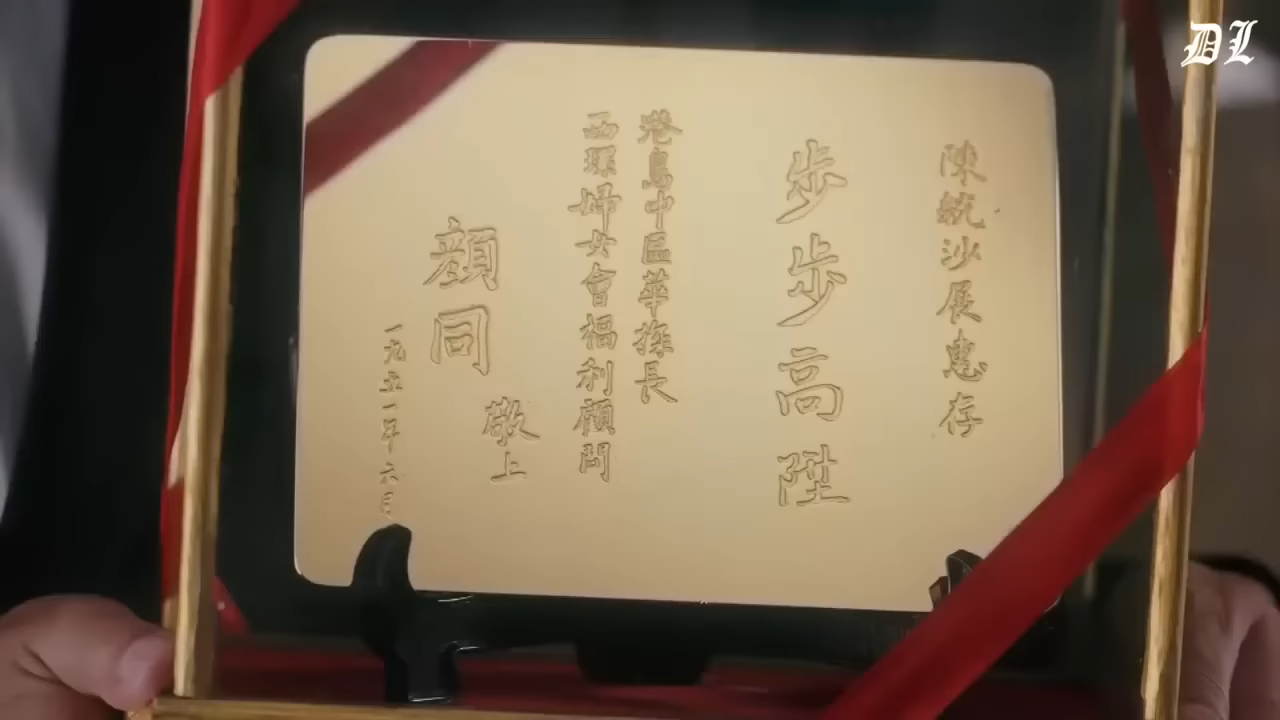 陳統沙展惠存
步步高陞
港島中區華探長
西環婦女會福利顧問
顏同
敬上
一九五一年六月
DL